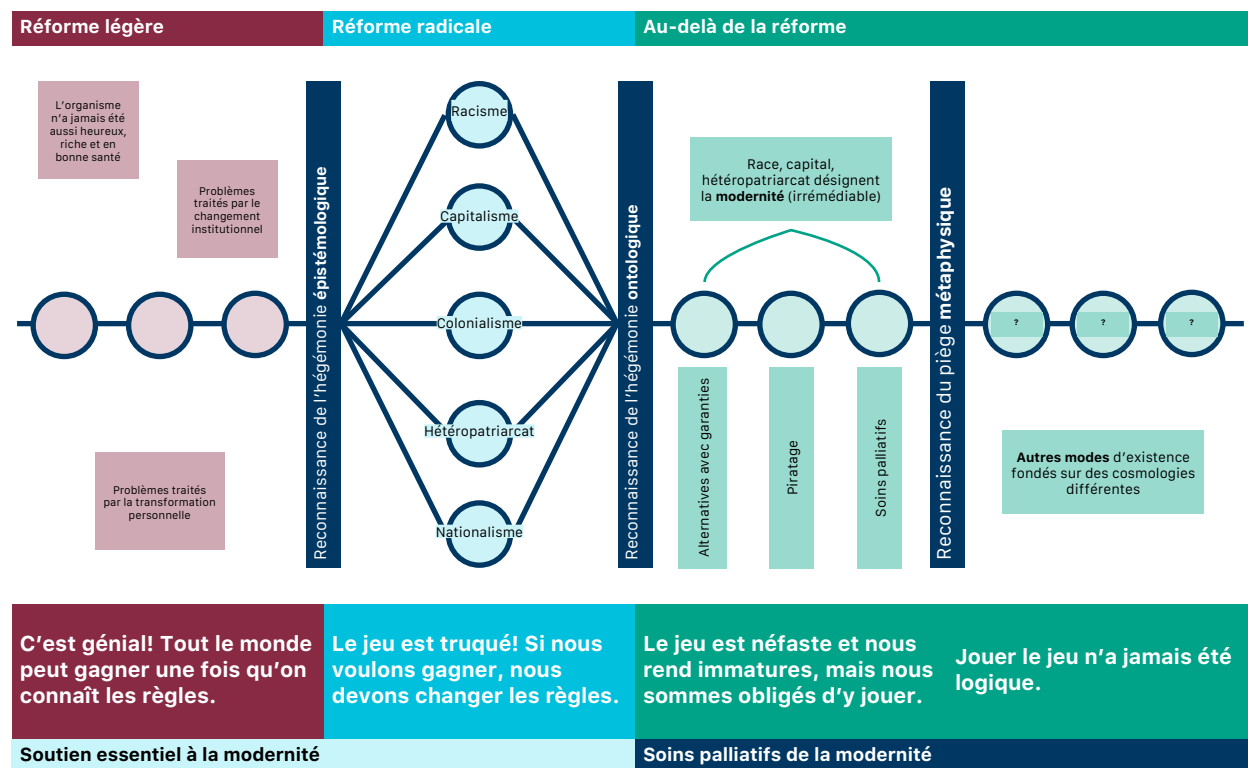 Réforme légère
Réforme radicale
Au-delà de la réforme
L'organisme
n'a jamais été
aussi heureux,
riche et en
bonne santé
Problèmes
traités par le
changement
institutionnel
Problèmes traités
par la transformation
personnelle
Reconnaissance de l'hégémonie épistémologique
Racisme
Capitalisme
Colonialisme
Hétéropatriarcat
Nationalisme
Reconnaissance de l'hégémonie ontologique
Race, capital,
hétéropatriarcat désignent
la modernité (irrémédiable)
Alternatives avec garanties
Piratage
Soins palliatifs
Reconnaissance du piège métaphysique
?
?
?
Autres modes d'existence
fondés sur des cosmologies
différentes
C'est génial! Tout le monde
peut gagner une fois qu'on
connaît les règles.
Le jeu est truqué! Si nous
voulons gagner, nous
devons changer les règles.
Le jeu est néfaste et nous
rend immatures, mais nous
sommes obligés d'y jouer.
Jouer le jeu n'a jamais été
logique.
Soutien essentiel à la modernité
Soins palliatifs de la modernité